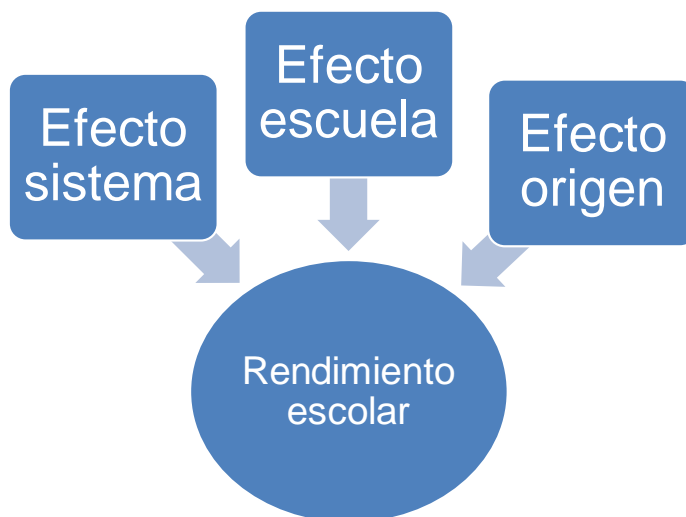 Efecto
sistema
Efecto
escuela
Efecto
origen
Rendimiento
escolar